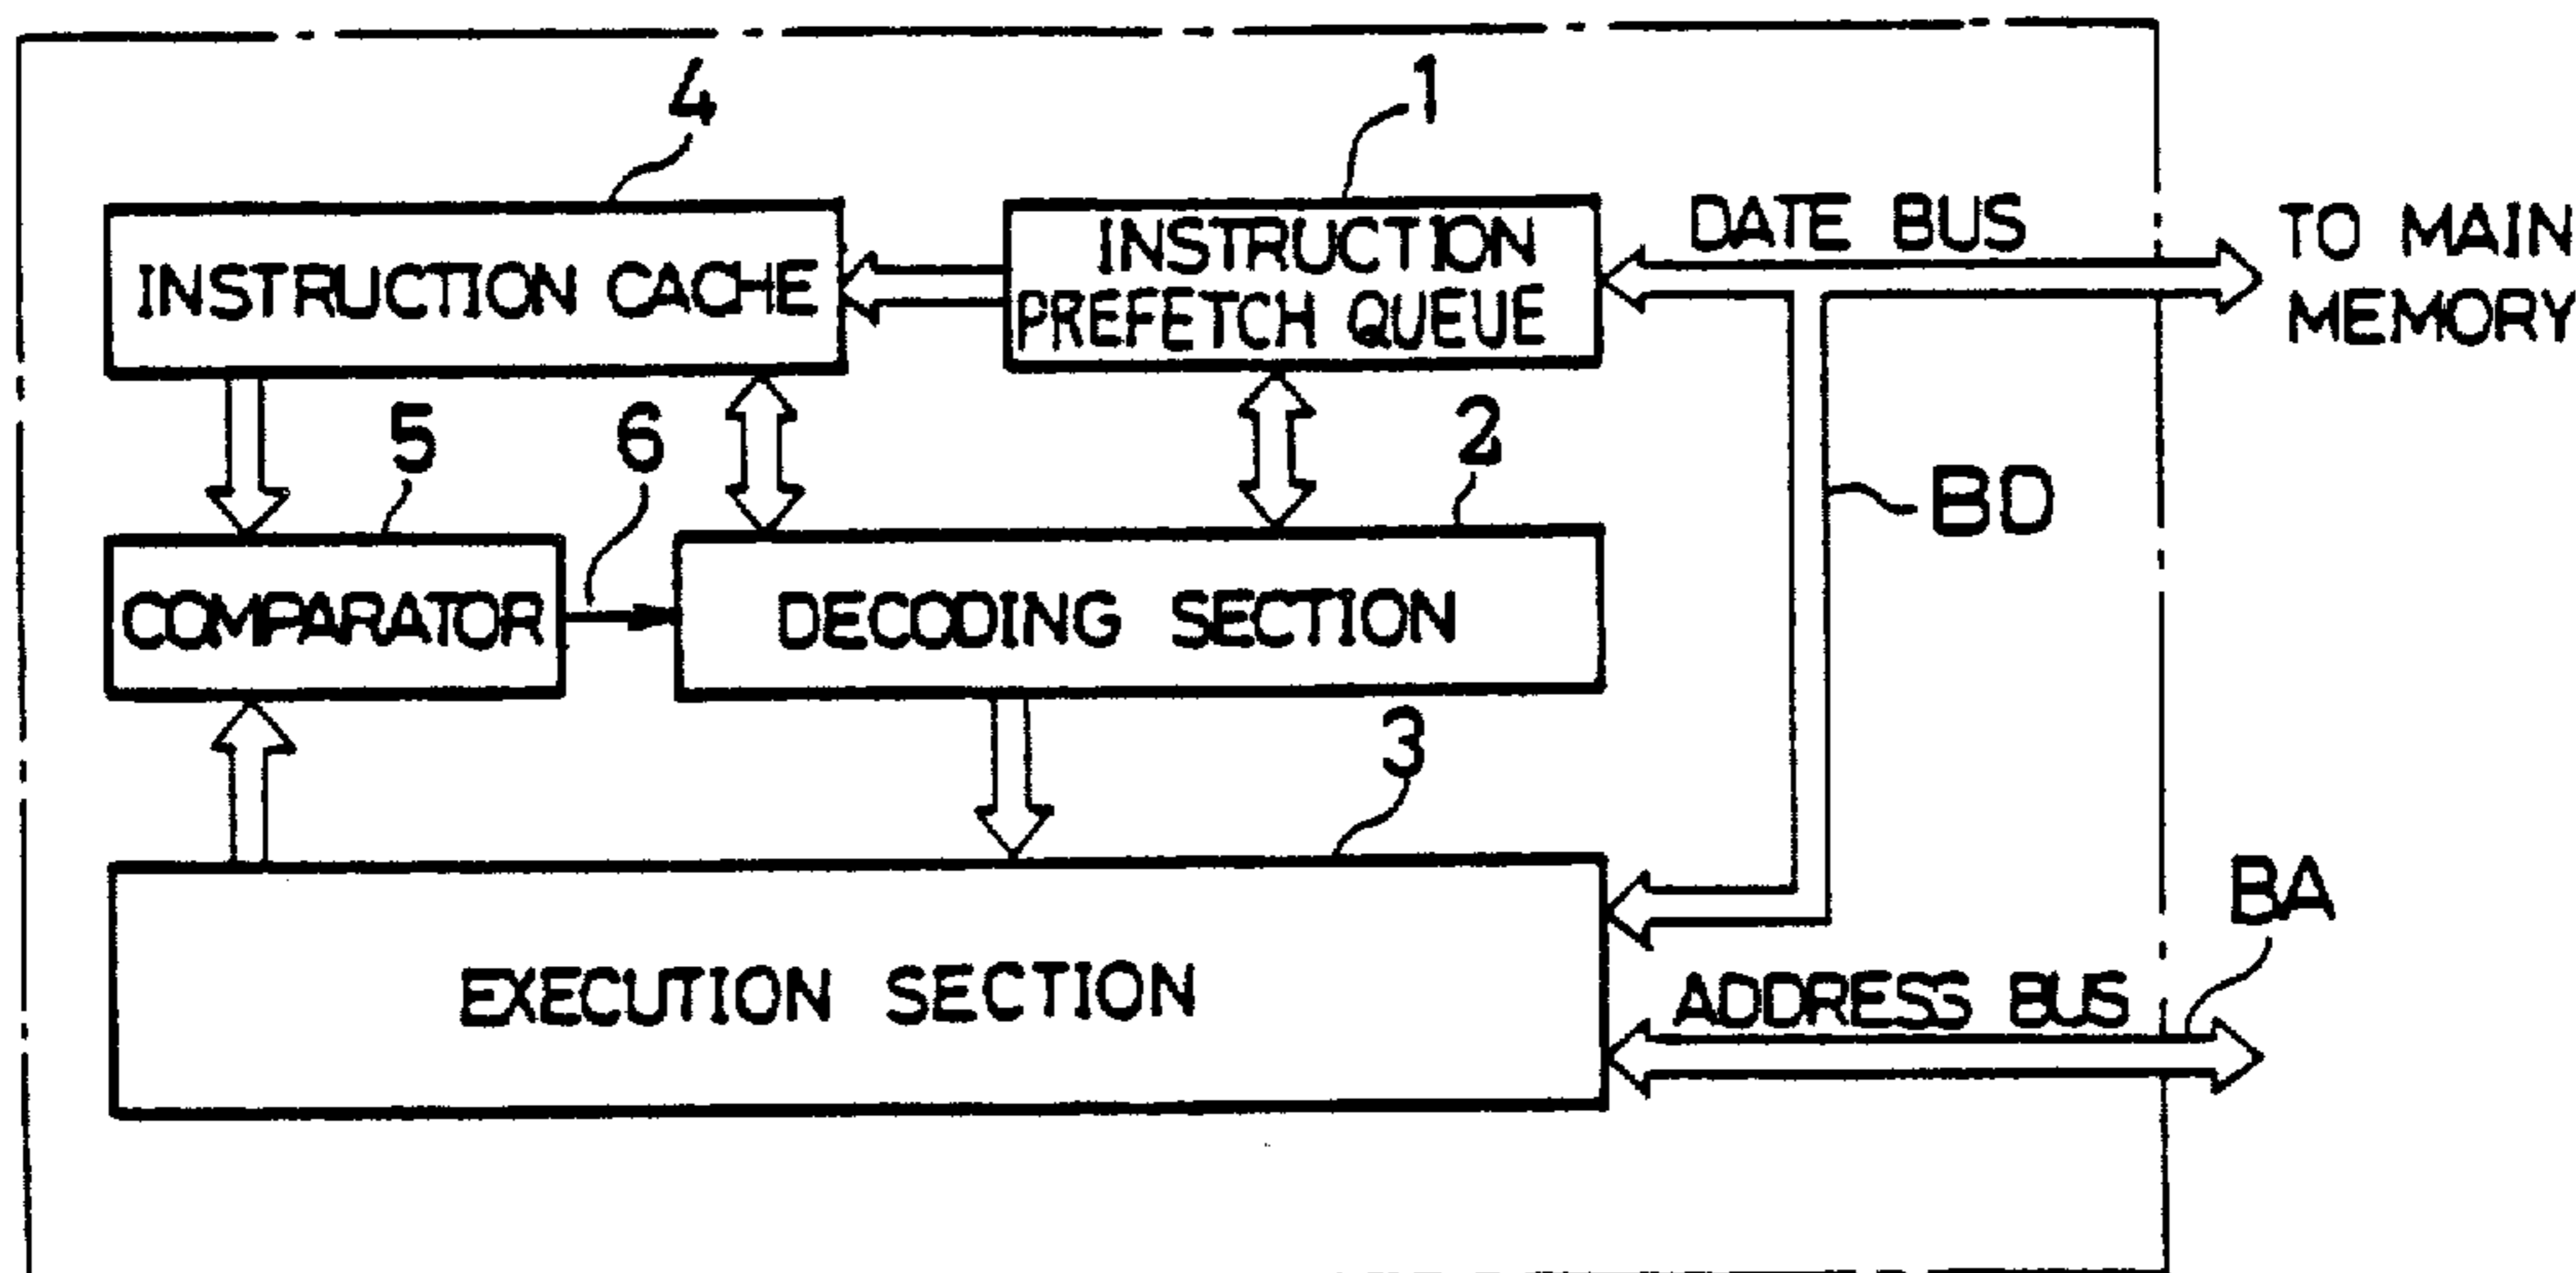 4
1
INSTRUCTION CACHE
INSTRUCTION
PREFETCH QUEUE
DATE BUS
TO MAIN
MEMORY
5
6
2
BD
COMPARATOR
DECODING SECTION
3
EXECUTION SECTION
BA
ADDRESS BUS